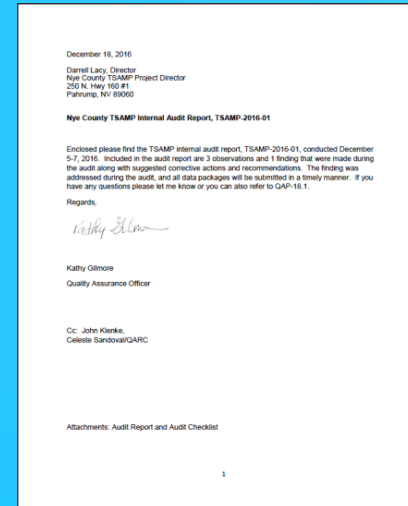 December 18, 2016
Darrell Lacy, Director
Nye County TSAMP Project Director
250 N. Hwy 160 #1
Pahrump, NV 89060
Nye County TSAMP Internal Audit Report, TSAMP-2016-01
Enclosed please find the TSAMP internal audit report, TSAMP-2016-01, conducted December
5-7, 2016. Included in the audit report are 3 observations and 1 finding that were made during
the audit along with suggested corrective actions and recommendations. The finding was
addressed during the audit, and all data packages will be submitted in a timely manner. If you
have any questions please let me know or you can also refer to QAP-18.1.
Regards,
Kathy Gilmore
Kathy Gilmore
Quality Assurance Officer
Cc: John Klenke,
Celeste Sandoval/QARC
Attachments: Audit Report and Audit Checklist
1